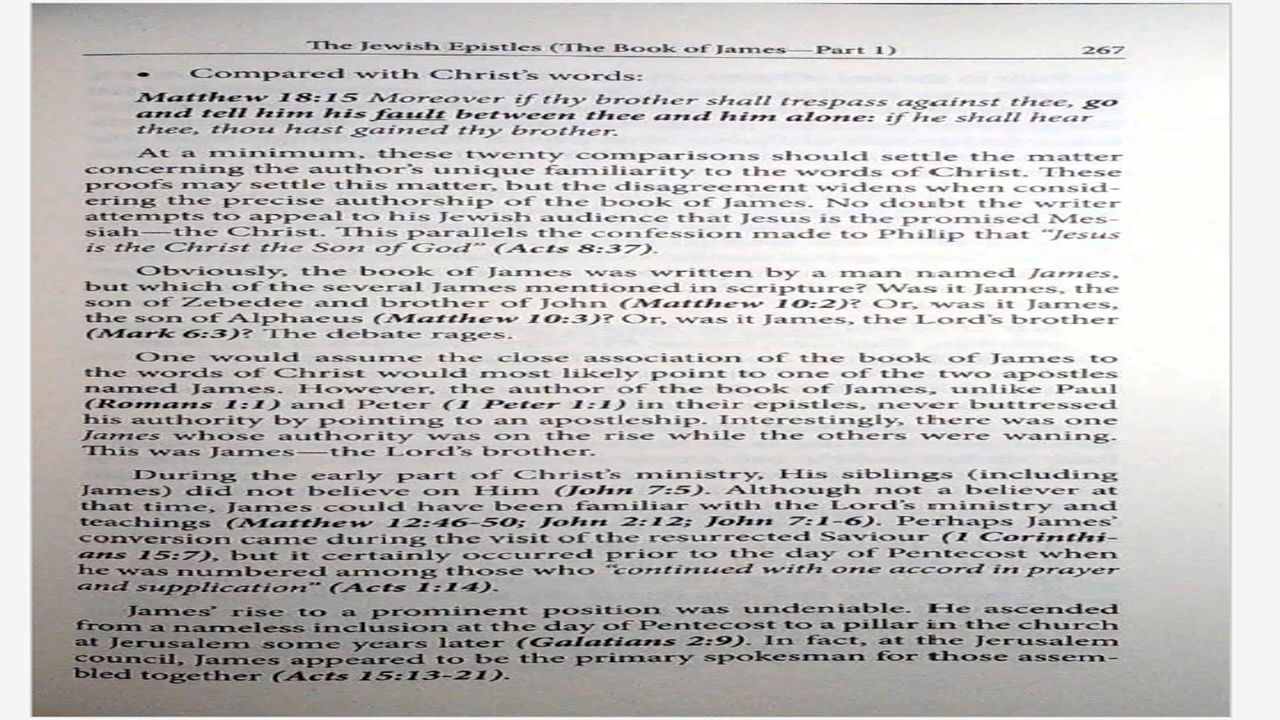 The Jewish Epistles (The Book of James—Part 1) 267
• Compared with Christ's words:
Matthew 18:15 Moreover if thy brother shall trespass against thee, go
and tell him his fault between thee and him alone: if he shall hear
thee, thou hast gained thy brother.
At a minimum, these twenty comparisons should settle the matter
concerning the author's unique familiarity to the words of Christ. These
proofs may settle this matter, but the disagreement widens when consid-
ering the precise authorship of the book of James. No doubt the writer
attempts to appeal to his Jewish audience that Jesus is the promised Mes-
siah—the Christ. This parallels the confession made to Philip that "Jesus
is the Christ the Son of God" (Acts 8:37).
Obviously, the book of James was written by a man named James,
but which of the several James mentioned in scripture? Was it James, the
son of Zebedee and brother of John (Matthew 10:2)? Or, was it James,
the son of Alphaeus (Matthew 10:3)? Or, was it James, the Lord's brother
(Mark 6:3)? The debate rages.
One would assume the close association of the book of James to
the words of Christ would most likely point to one of the two apostles
named James. However, the author of the book of James, unlike Paul
(Romans 1:1) and Peter (1 Peter 1:1) in their epistles, never buttressed
his authority by pointing to an apostleship. Interestingly, there was one
James whose authority was on the rise while the others were waning.
This was James—the Lord's brother.
During the early part of Christ's ministry, His siblings (including
James) did not believe on Him (John 7:5). Although not a believer at
that time, James could have been familiar with the Lord's ministry and
teachings (Matthew 12:46-50; John 2:12; John 7:1-6). Perhaps James'
conversion came during the visit of the resurrected Saviour (1 Corinthi-
ans 15:7), but it certainly occurred prior to the day of Pentecost when
he was numbered among those who "continued with one accord in prayer
and supplication" (Acts 1:14).
James' rise to a prominent position was undeniable. He ascended
from a nameless inclusion at the day of Pentecost to a pillar in the church
at Jerusalem some years later (Galatians 2:9). In fact, at the Jerusalem
council, James appeared to be the primary spokesman for those assem-
bled together (Acts 15:13-21).